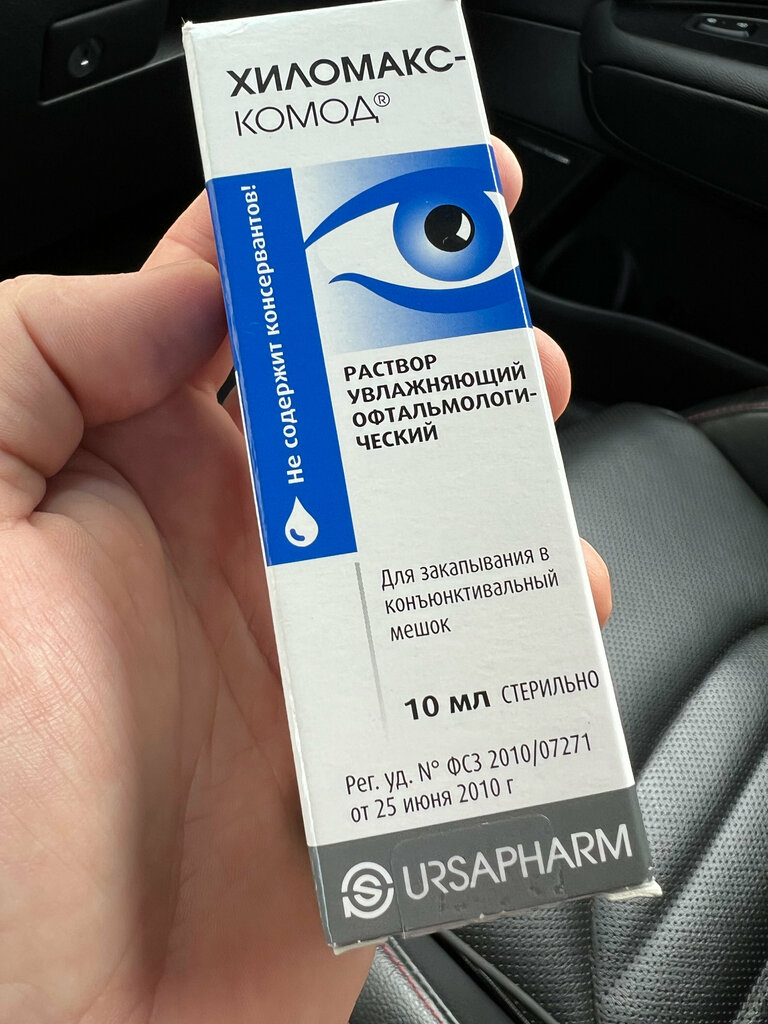 ХИЛОМАКС-
КОМОД®
не содержит консервантов!
РАСТВОР
УВЛАЖНЯЮЩИЙ
ОФТАЛЬМОЛОГИ-
ЧЕСКИЙ
Для закапывания в
конъюнктивальный
мешок
10 мл СТЕРИЛЬНО
Рег. уд. N° ФСЗ 2010/07271
от 25 июня 2010 г
URSAPHARM